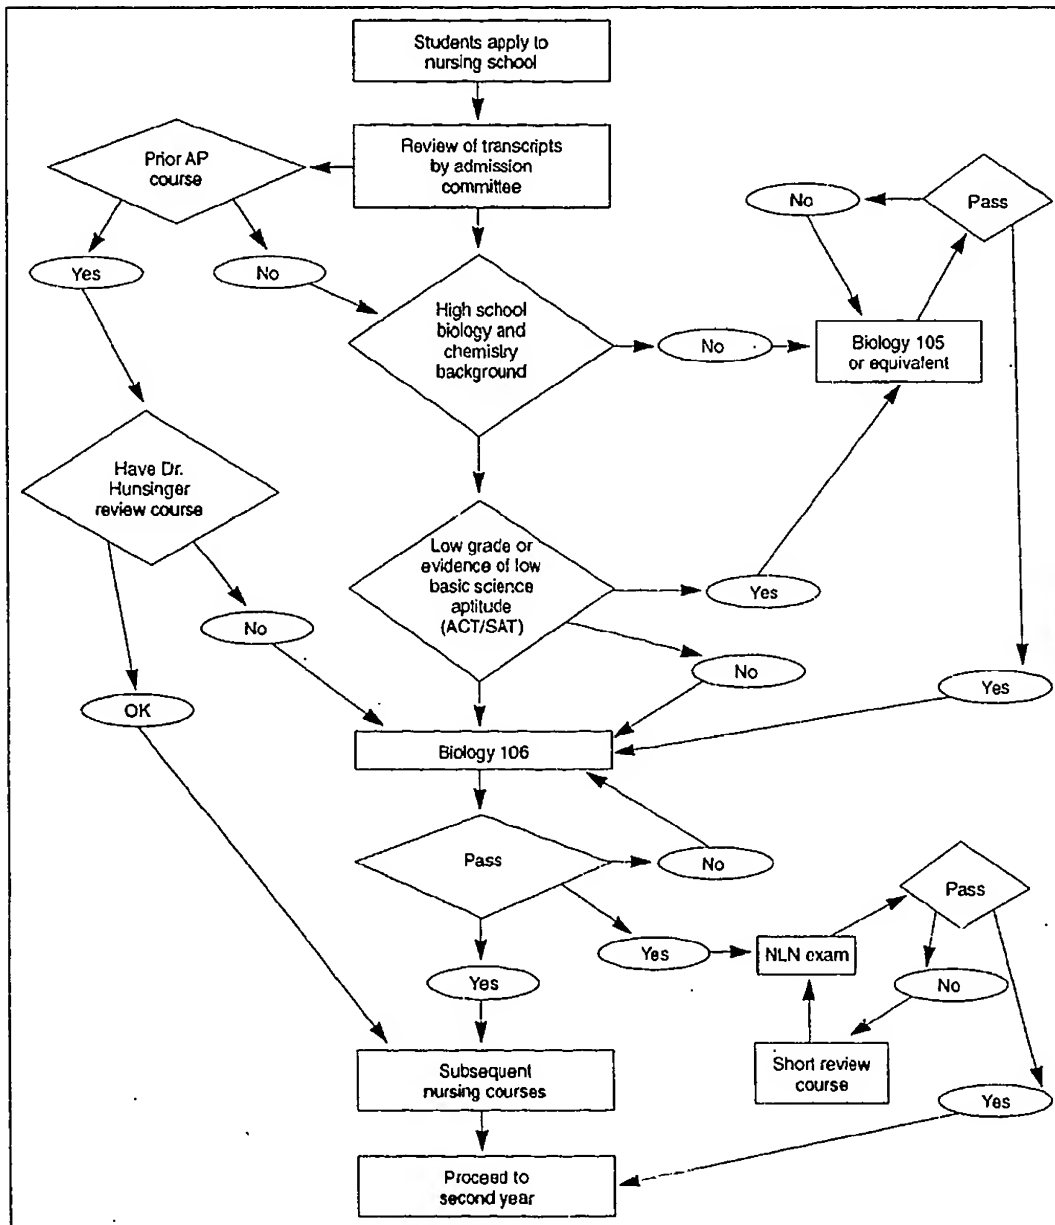 Students apply to
nursing school
Review of transcripts
by admission
committee
Prior AP
course
Pass
No
Yes
No
High school
biology and
chemistry
background
No
Biology 105
or equivalent
Have Dr.
Hunsinger
review course
Low grade or
evidence of low
basic science
aptitude
(ACT/SAT)
Yes
No
No
Yes
OK
Biology 106
Pass
No
Pass
Yes
NLN exam
Yes
No
Subsequent
nursing courses
Short review
course
Yes
Proceed to
second year